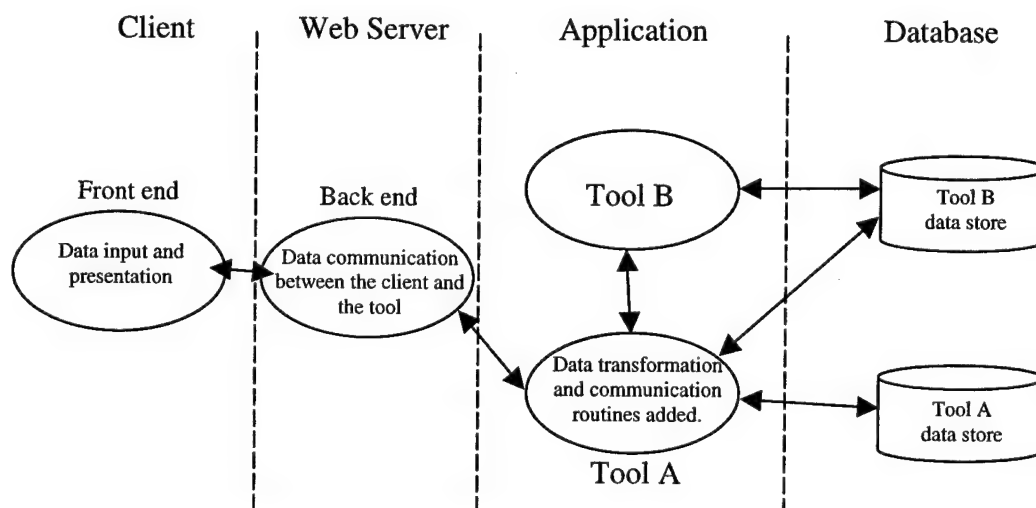 Client
Web Server
Application
Database
Front end
Data input and
presentation
Back end
Data communication
between the client and
the tool
Tool B
Tool B
data store
Data transformation
and communication
routines added.
Tool A
Tool A
data store